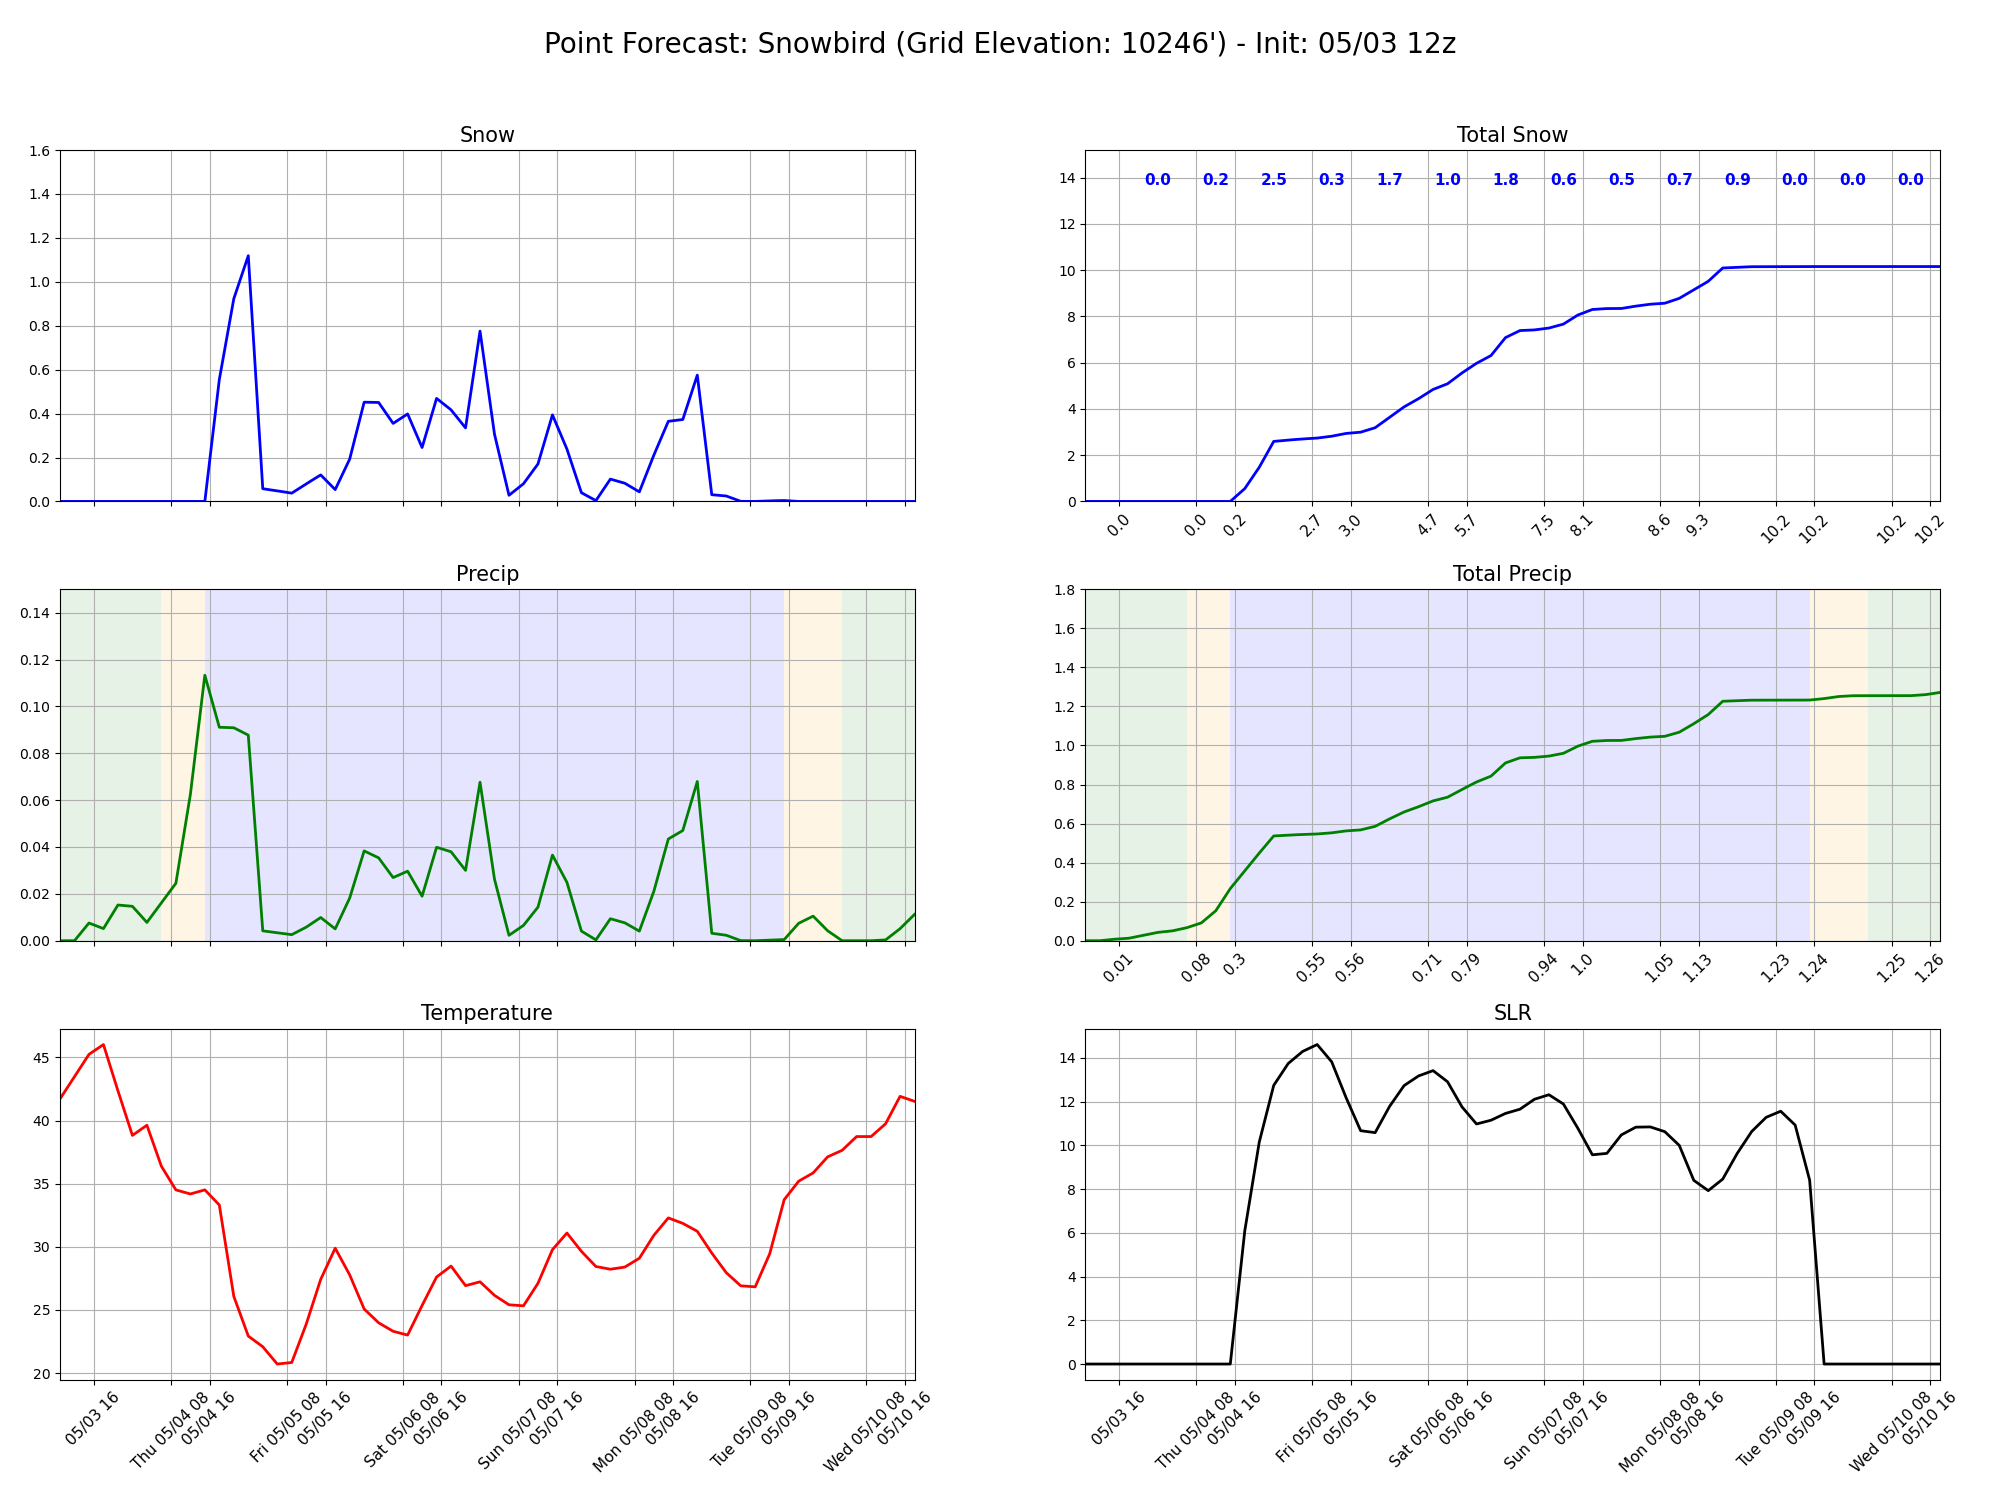 Point Forecast: Snowbird (Grid Elevation: 10246') - Init: 05/03 12z
Snow
1.6
1.4
1.2
1.0
0.8
0.6
0.4
0.2
0.0
Total Snow
14
12
10
8
6
4
2
0
0.0 0.2 2.5 0.3 1.7 1.0 1.8 0.6 0.5 0.7 0.9 0.0 0.0 0.0
0.0 0.0 0.2 2.7 3.0 4.7 5.7 7.5 8.1 8.6 9.3 10.2 10.2 10.2 10.2
Precip
0.14
0.12
0.10
0.08
0.06
0.04
0.02
0.00
Total Precip
1.8
1.6
1.4
1.2
1.0
0.8
0.6
0.4
0.2
0.0
0.01 0.08 0.3 0.55 0.56 0.71 0.79 0.94 1.0 1.05 1.13 1.23 1.24 1.25 1.26
Temperature
45
40
35
30
25
20
05/03 16
Thu 05/04 08
05/04 16
Fri 05/05 08
05/05 16
Sat 05/06 08
05/06 16
Sun 05/07 08
05/07 16
Mon 05/08 08
05/08 16
Tue 05/09 08
05/09 16
Wed 05/10 08
05/10 16
SLR
14
12
10
8
6
4
2
0
05/03 16
Thu 05/04 08
05/04 16
Fri 05/05 08
05/05 16
Sat 05/06 08
05/06 16
Sun 05/07 08
05/07 16
Mon 05/08 08
05/08 16
Tue 05/09 08
05/09 16
Wed 05/10 08
05/10 16